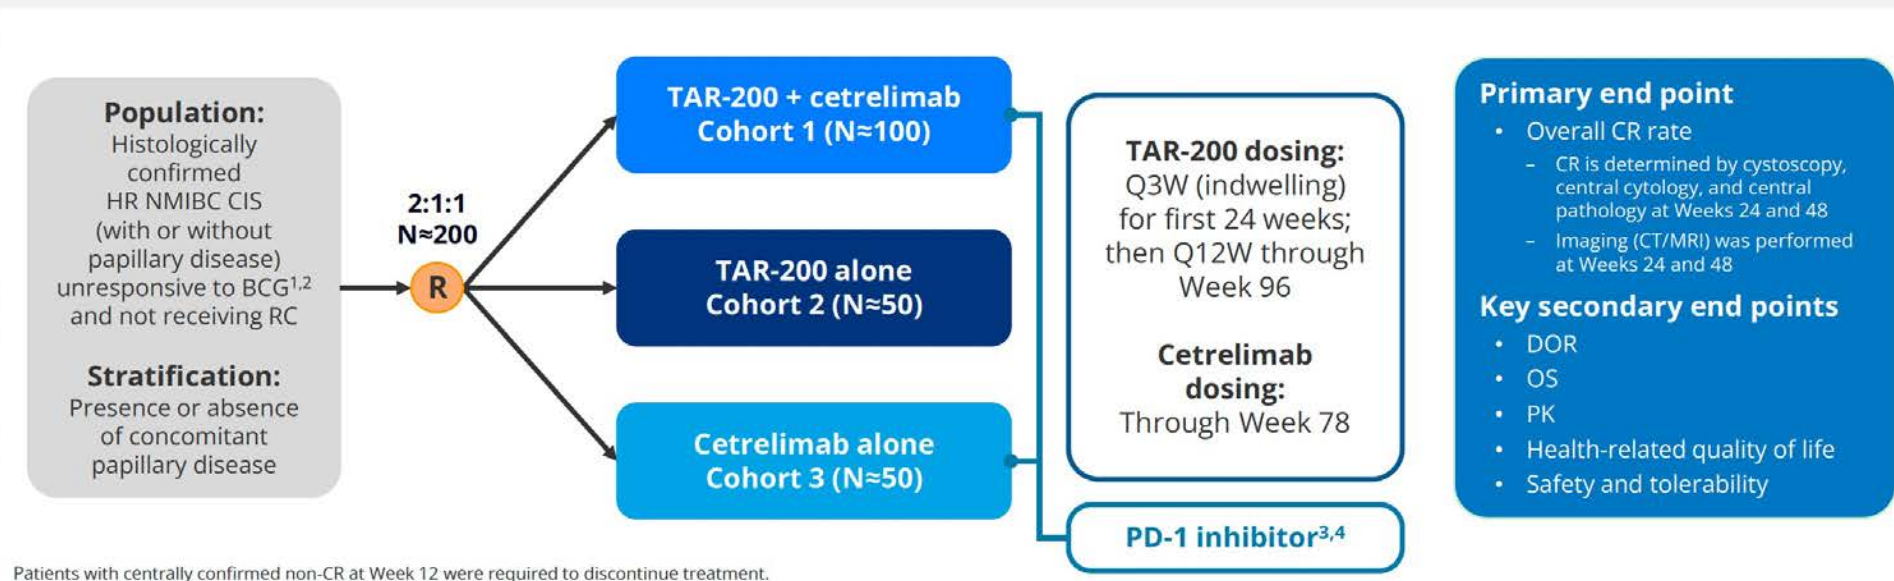 Population:
Histologically
confirmed
HR NMIBC CIS
(with or without
papillary disease)
unresponsive to BCG¹,²
and not receiving RC
Stratification:
Presence or absence
of concomitant
papillary disease
2:1:1
N≈200
R
TAR-200 + cetrelimab
Cohort 1 (N≈100)
TAR-200 alone
Cohort 2 (N≈50)
Cetrelimab alone
Cohort 3 (N≈50)
TAR-200 dosing:
Q3W (indwelling)
for first 24 weeks;
then Q12W through
Week 96
Cetrelimab
dosing:
Through Week 78
PD-1 inhibitor³,⁴
Primary end point
• Overall CR rate
– CR is determined by cystoscopy,
central cytology, and central
pathology at Weeks 24 and 48
– Imaging (CT/MRI) was performed
at Weeks 24 and 48
Key secondary end points
• DOR
• OS
• PK
• Health-related quality of life
• Safety and tolerability
Patients with centrally confirmed non-CR at Week 12 were required to discontinue treatment.